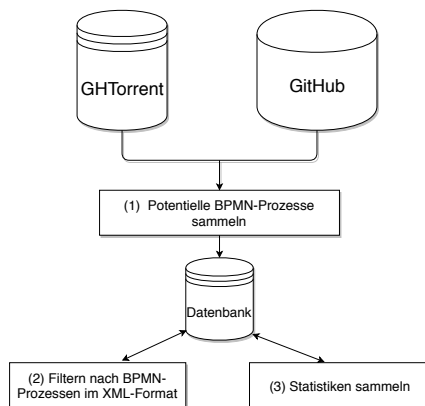 GHTorrent
GitHub
(1) Potentielle BPMN-Prozesse
sammeln
Datenbank
(2) Filtern nach BPMN-
Prozessen im XML-Format
(3) Statistiken sammeln